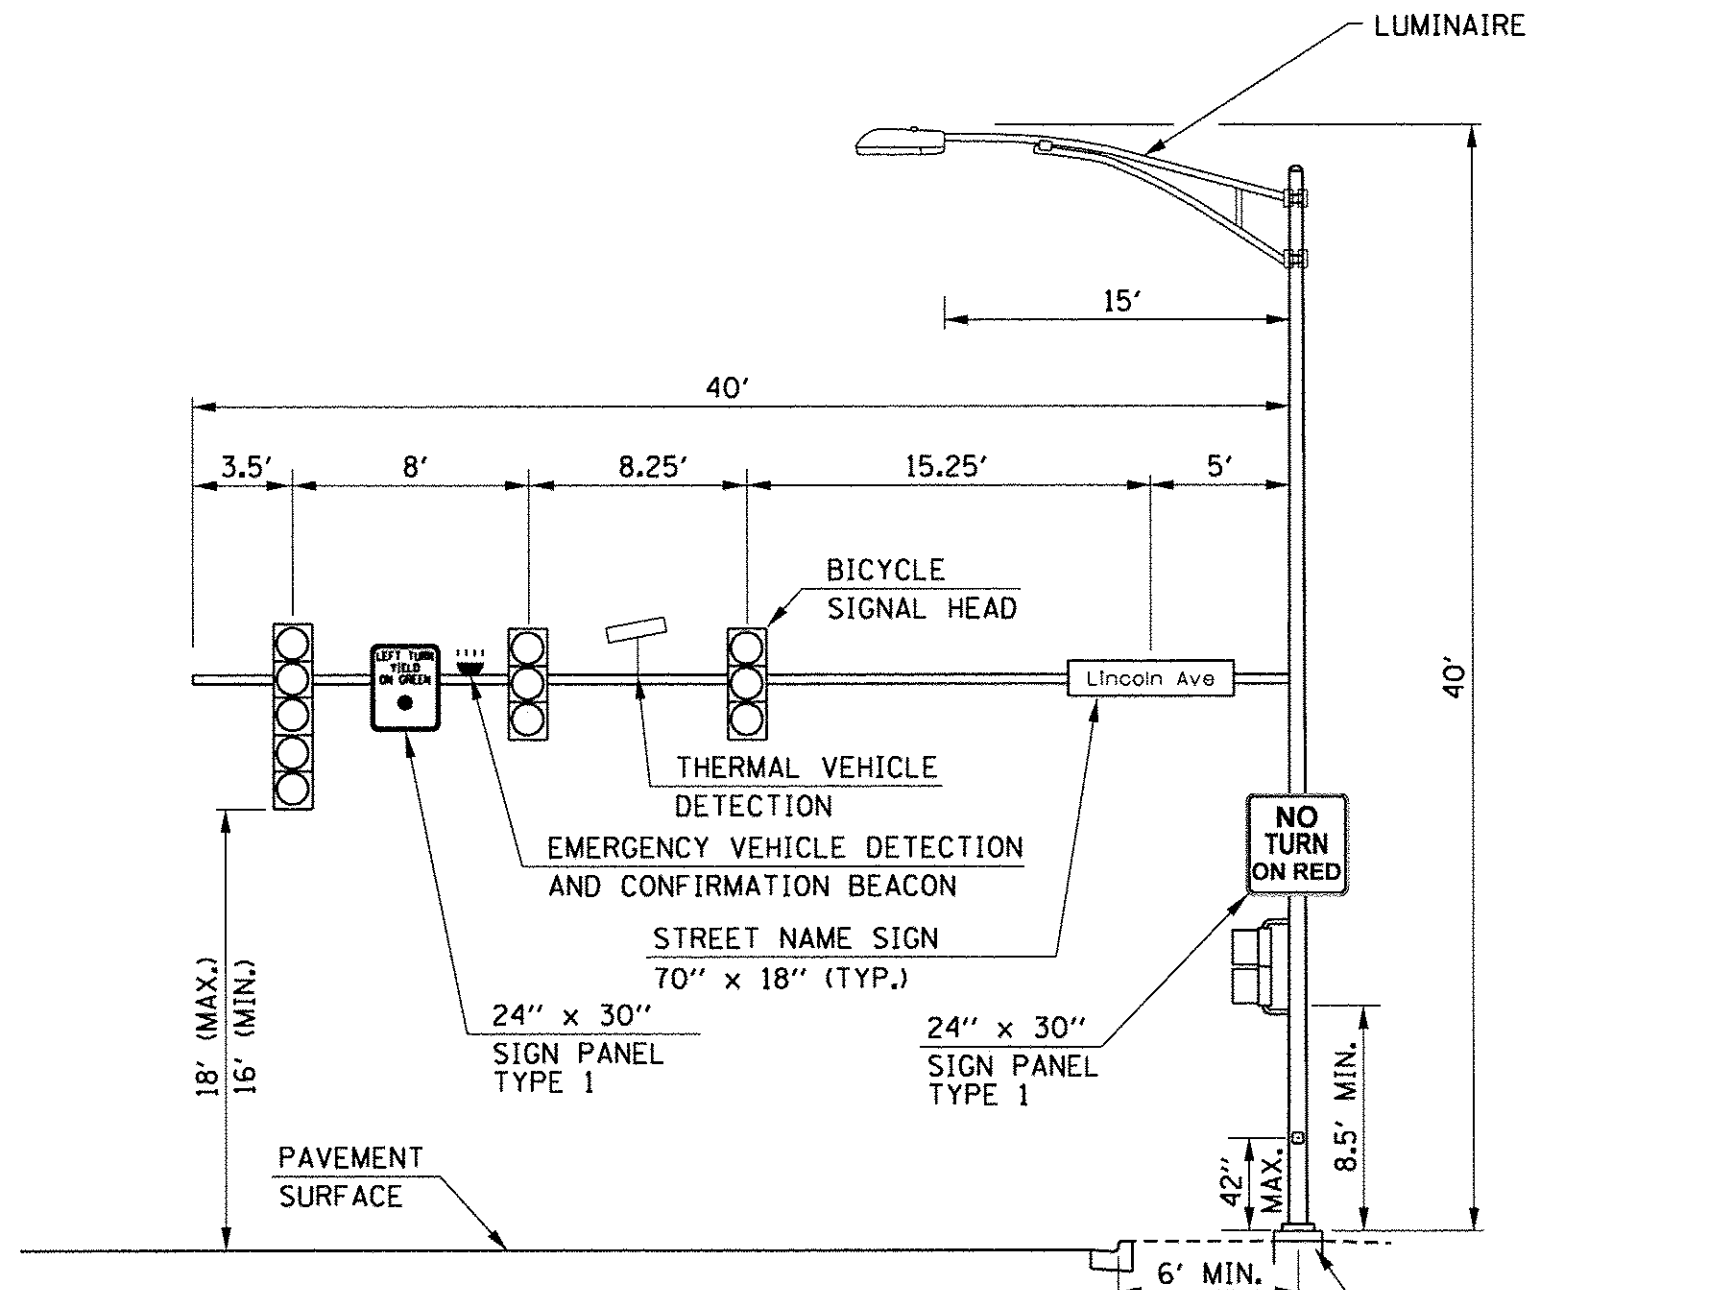 LUMINAIRE
15'
40'
3.5' 8' 8.25' 15.25' 5'
BICYCLE
SIGNAL HEAD
LEFT TURN
YIELD
ON GREEN
LIncoln Ave
40'
THERMAL VEHICLE
DETECTION
EMERGENCY VEHICLE DETECTION
AND CONFIRMATION BEACON
NO
TURN
ON RED
STREET NAME SIGN
70'' x 18'' (TYP.)
18' (MAX.)
16' (MIN.)
24'' x 30''
SIGN PANEL
TYPE 1
24'' x 30''
SIGN PANEL
TYPE 1
8.5' MIN.
42''
MAX.
PAVEMENT
SURFACE
6' MIN.